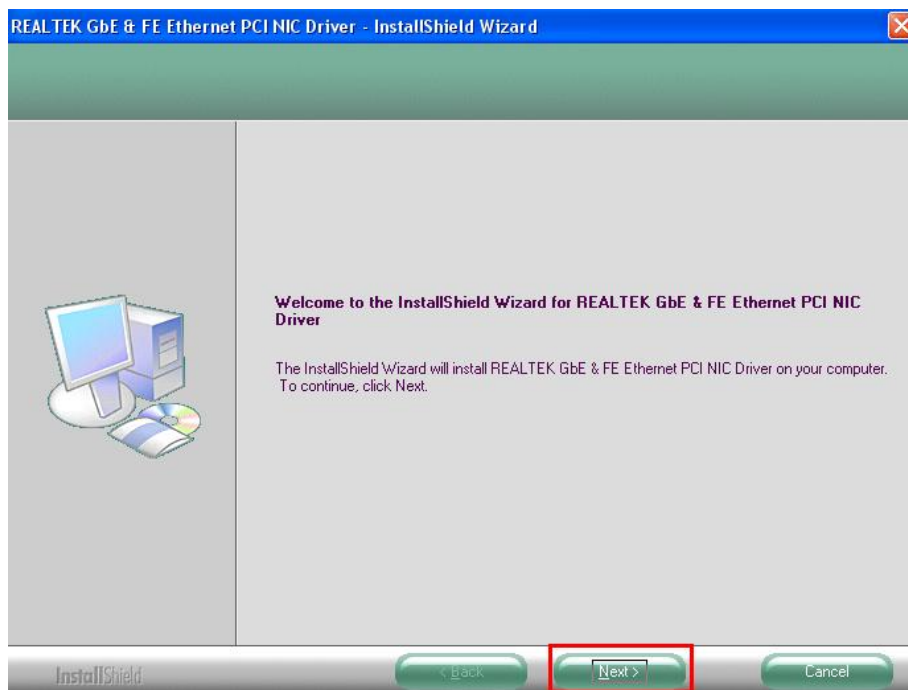 REALTEK GbE & FE Ethernet PCI NIC Driver - InstallShield Wizard
Welcome to the InstallShield Wizard for REALTEK GbE & FE Ethernet PCI NIC
Driver
The InstallShield Wizard will install REALTEK GbE & FE Ethernet PCI NIC Driver on your computer.
To continue, click Next.
InstallShield
< Back
Next >
Cancel